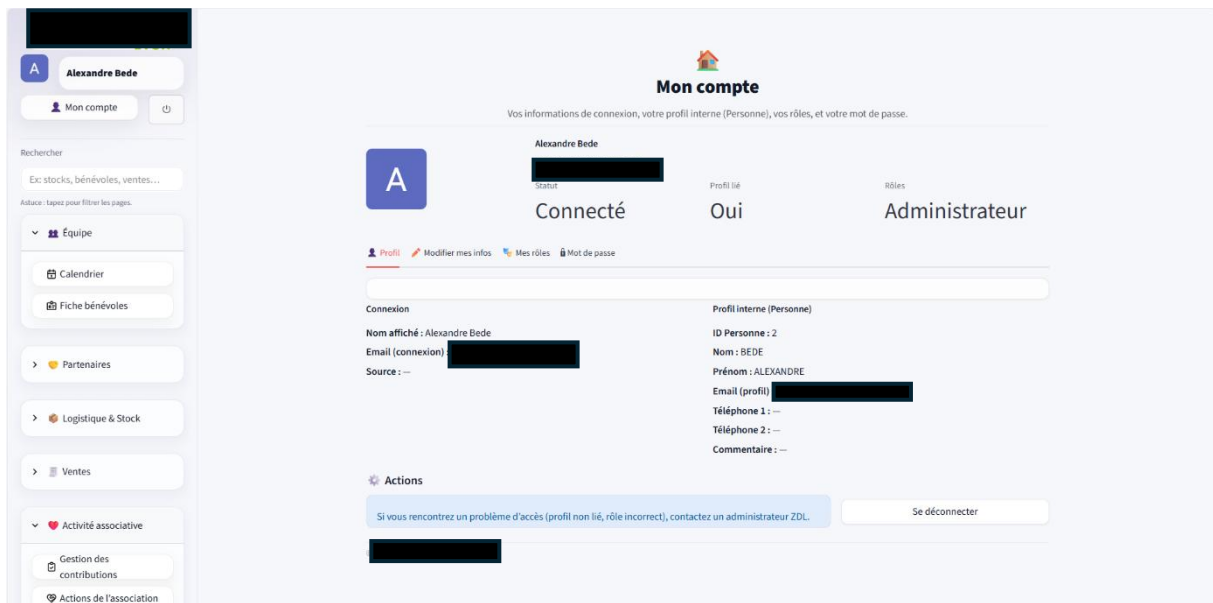 A
Alexandre Bede
Mon compte
Rechercher
Ex: stocks, bénévoles, ventes...
Astuce : tapez pour filtrer les pages.
Équipe
Calendrier
Fiche bénévoles
Partenaires
Logistique & Stock
Ventes
Activité associative
Gestion des
contributions
Actions de l'association
Mon compte
Vos informations de connexion, votre profil interne (Personne), vos rôles, et votre mot de passe.
A
Alexandre Bede
Statut Profil lié Rôles
Connecté Oui Administrateur
Profil Modifier mes infos Mes rôles Mot de passe
Connexion
Nom affiché : Alexandre Bede
Email (connexion) :
Source : —
Profil interne (Personne)
ID Personne : 2
Nom : BEDE
Prénom : ALEXANDRE
Email (profil)
Téléphone 1 : —
Téléphone 2 : —
Commentaire : —
Actions
Si vous rencontrez un problème d'accès (profil non lié, rôle incorrect), contactez un administrateur ZDL.
Se déconnecter